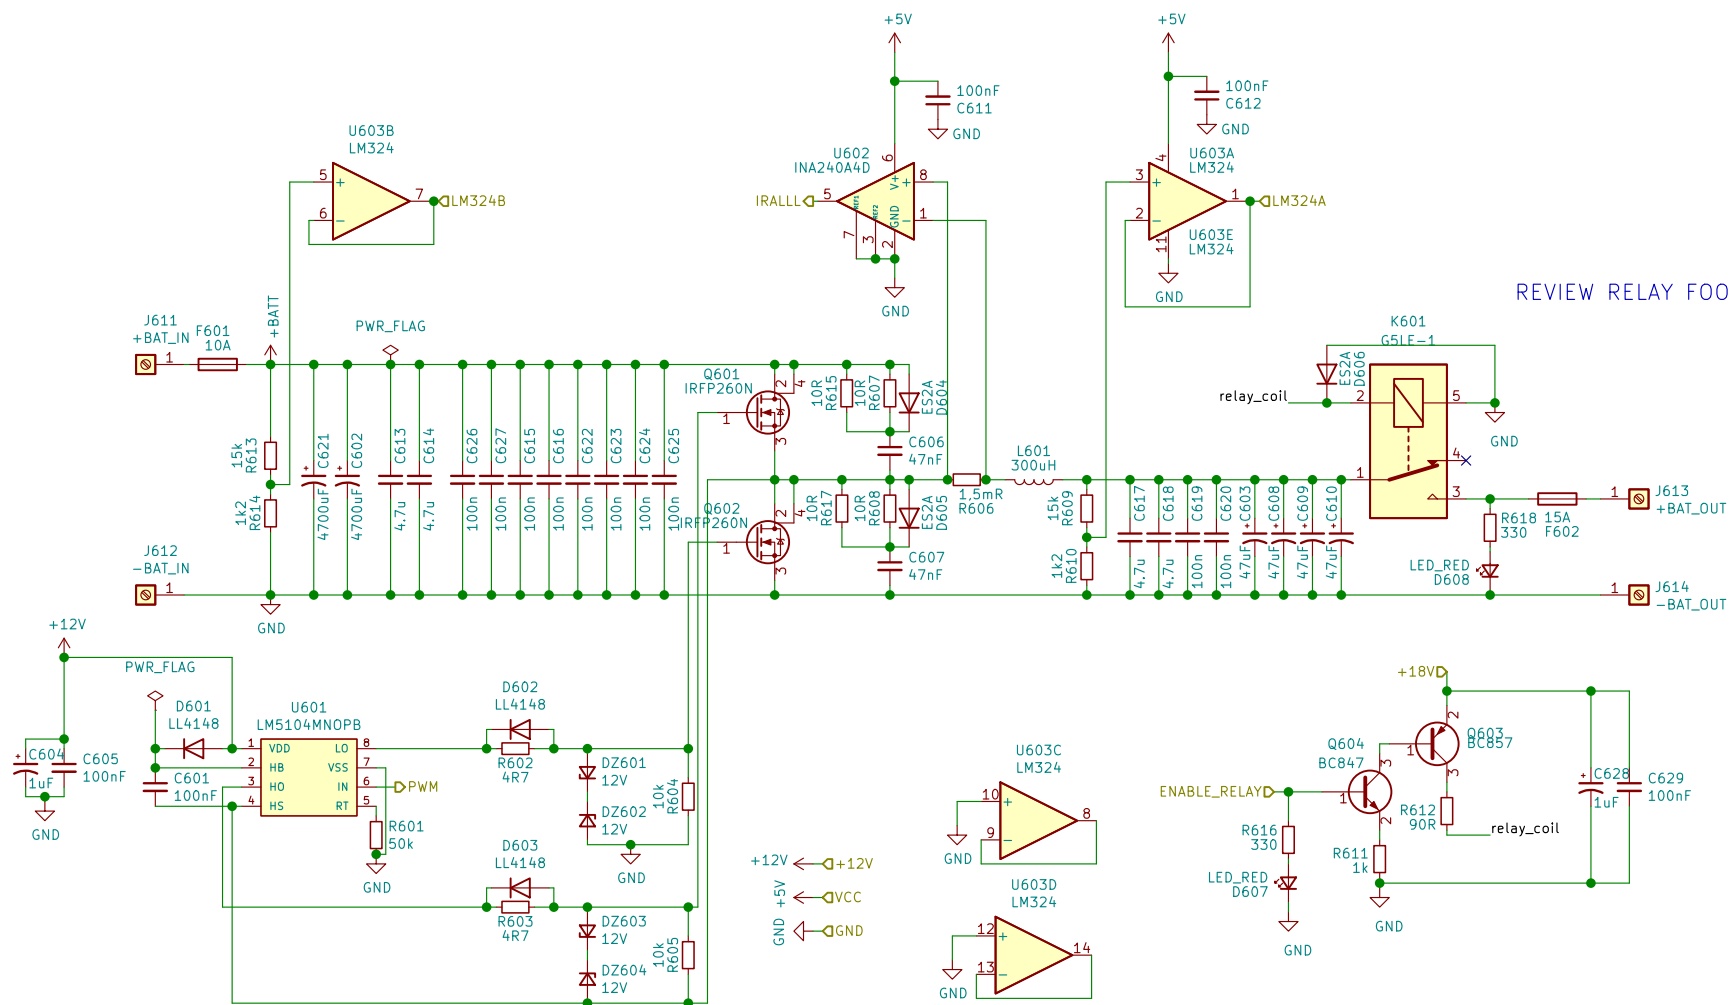 +5V
100nF
C611
GND
+5V
100nF
C612
GND
U603B
LM324
5
+
6
−
7
LM324B
U602
INA240A4D
6
V+
8
+
1
−
IRALLL
5
REF1
REF2
GND
7
3
2
GND
U603A
LM324
4
3
+
2
−
1
LM324A
11
U603E
LM324
GND
REVIEW RELAY FOO
J611
+BAT_IN
1
F601
10A
+BATT
PWR_FLAG
15k
R613
1k2
R614
C621
4700uF
C602
4700uF
C613
4.7u
C614
4.7u
C626
100n
C627
100n
C615
100n
C616
100n
C622
100n
C623
100n
C624
100n
C625
100n
J612
−BAT_IN
1
GND
Q601
IRFP260N
1
2
4
3
10R
R615
10R
R607
ES2A
D604
C606
47nF
Q602
IRFP260N
1
2
4
3
10R
R617
10R
R608
ES2A
D605
C607
47nF
1,5mR
R606
L601
300uH
15k
R609
1k2
R610
C617
4.7u
C618
4.7u
C619
100n
C620
100n
C603
47uF
C608
47uF
C609
47uF
C610
47uF
K601
G5LE-1
ES2A
D606
relay_coil
2
5
GND
4
1
3
R618
330
LED_RED
D608
15A
F602
1
J613
+BAT_OUT
1
J614
−BAT_OUT
+12V
PWR_FLAG
D601
LL4148
C604
1uF
C605
100nF
GND
C601
100nF
U601
LM5104MNOPB
1
VDD
2
HB
3
HO
4
HS
LO
8
VSS
7
IN
6
RT
5
PWM
R601
50k
GND
D602
LL4148
R602
4R7
DZ601
12V
DZ602
12V
10k
R604
GND
D603
LL4148
R603
4R7
DZ603
12V
DZ604
12V
10k
R605
+12V
+12V
+5V
VCC
GND
GND
U603C
LM324
10
+
9
−
8
GND
U603D
LM324
12
+
13
−
14
GND
+18V
2
Q603
BC857
1
3
Q604
BC847
3
1
2
ENABLE_RELAY
R616
330
LED_RED
D607
GND
R612
90R
relay_coil
R611
1k
GND
C628
1uF
C629
100nF